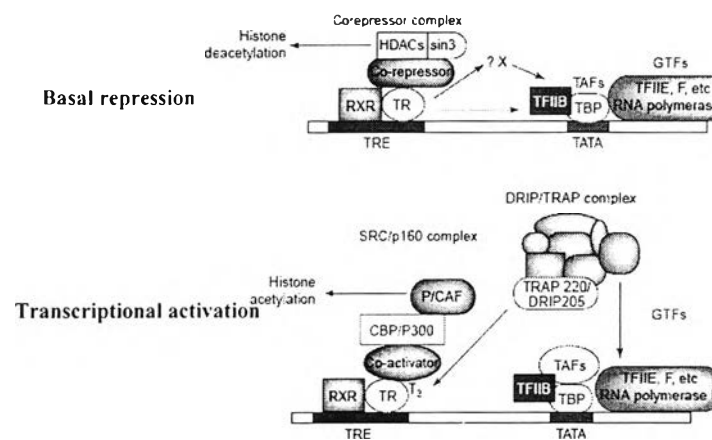 Corepressor complex
Histone deacetylation
HDACs sin3
Co-repressor
? X
GTFs
Basal repression
RXR
TR
TFIIB
TAFs
TBP
TFIIE, F, etc
RNA polymerase
TRE
TATA
DRIP/TRAP complex
SRC/p160 complex
Histone acetylation
P/CAF
TRAP 220/
DRIP205
Transcriptional activation
CBP/P300
GTFs
Co-activator
TAFs
RXR
TR
TFIIB
TBP
TFIIE, F, etc
RNA polymerase
TRE
TATA